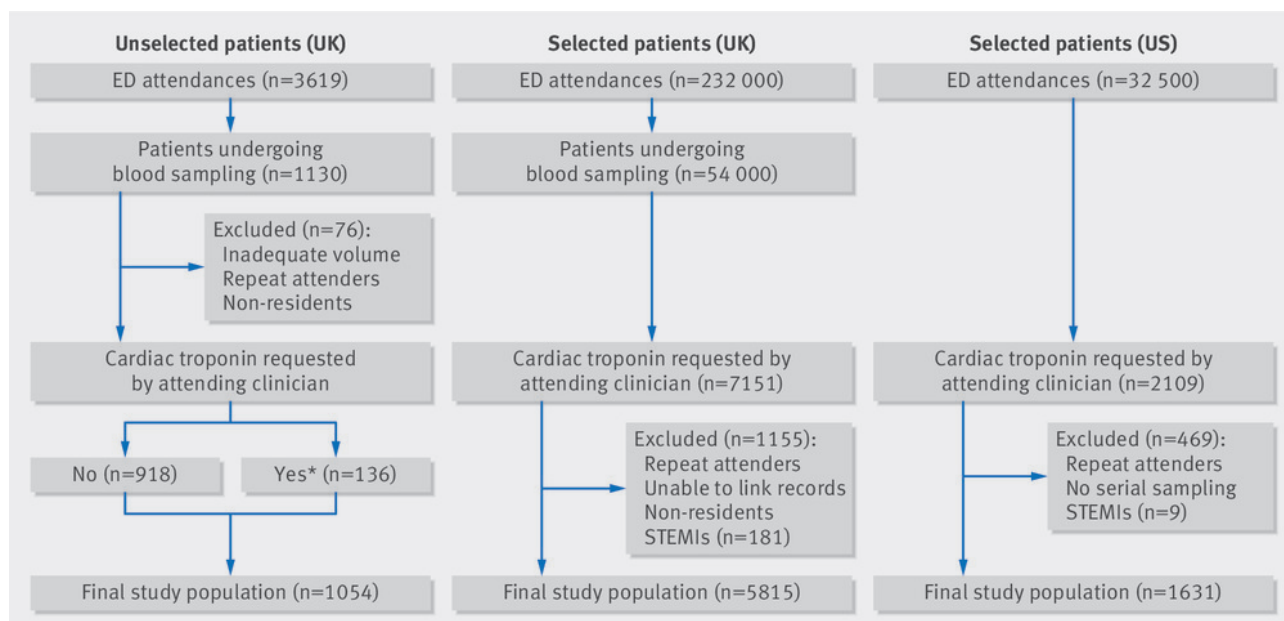 Unselected patients (UK)
ED attendances (n=3619)
Patients undergoing
blood sampling (n=1130)
Excluded (n=76):
Inadequate volume
Repeat attenders
Non-residents
Cardiac troponin requested
by attending clinician
No (n=918)
Yes* (n=136)
Final study population (n=1054)
Selected patients (UK)
ED attendances (n=232 000)
Patients undergoing
blood sampling (n=54 000)
Cardiac troponin requested by
attending clinician (n=7151)
Excluded (n=1155):
Repeat attenders
Unable to link records
Non-residents
STEMIs (n=181)
Final study population (n=5815)
Selected patients (US)
ED attendances (n=32 500)
Cardiac troponin requested by
attending clinician (n=2109)
Excluded (n=469):
Repeat attenders
No serial sampling
STEMIs (n=9)
Final study population (n=1631)